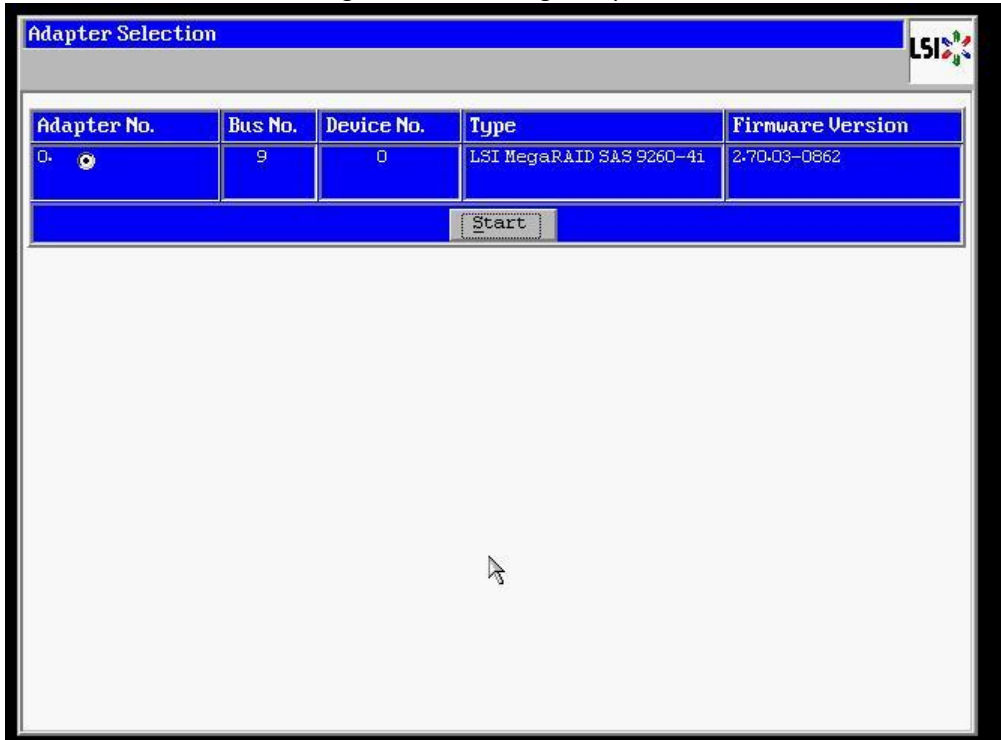 Adapter Selection
LSI
Adapter No. Bus No. Device No. Type Firmware Version
0. 9 0 LSI MegaRAID SAS 9260-4i 2.70.03-0862
Start